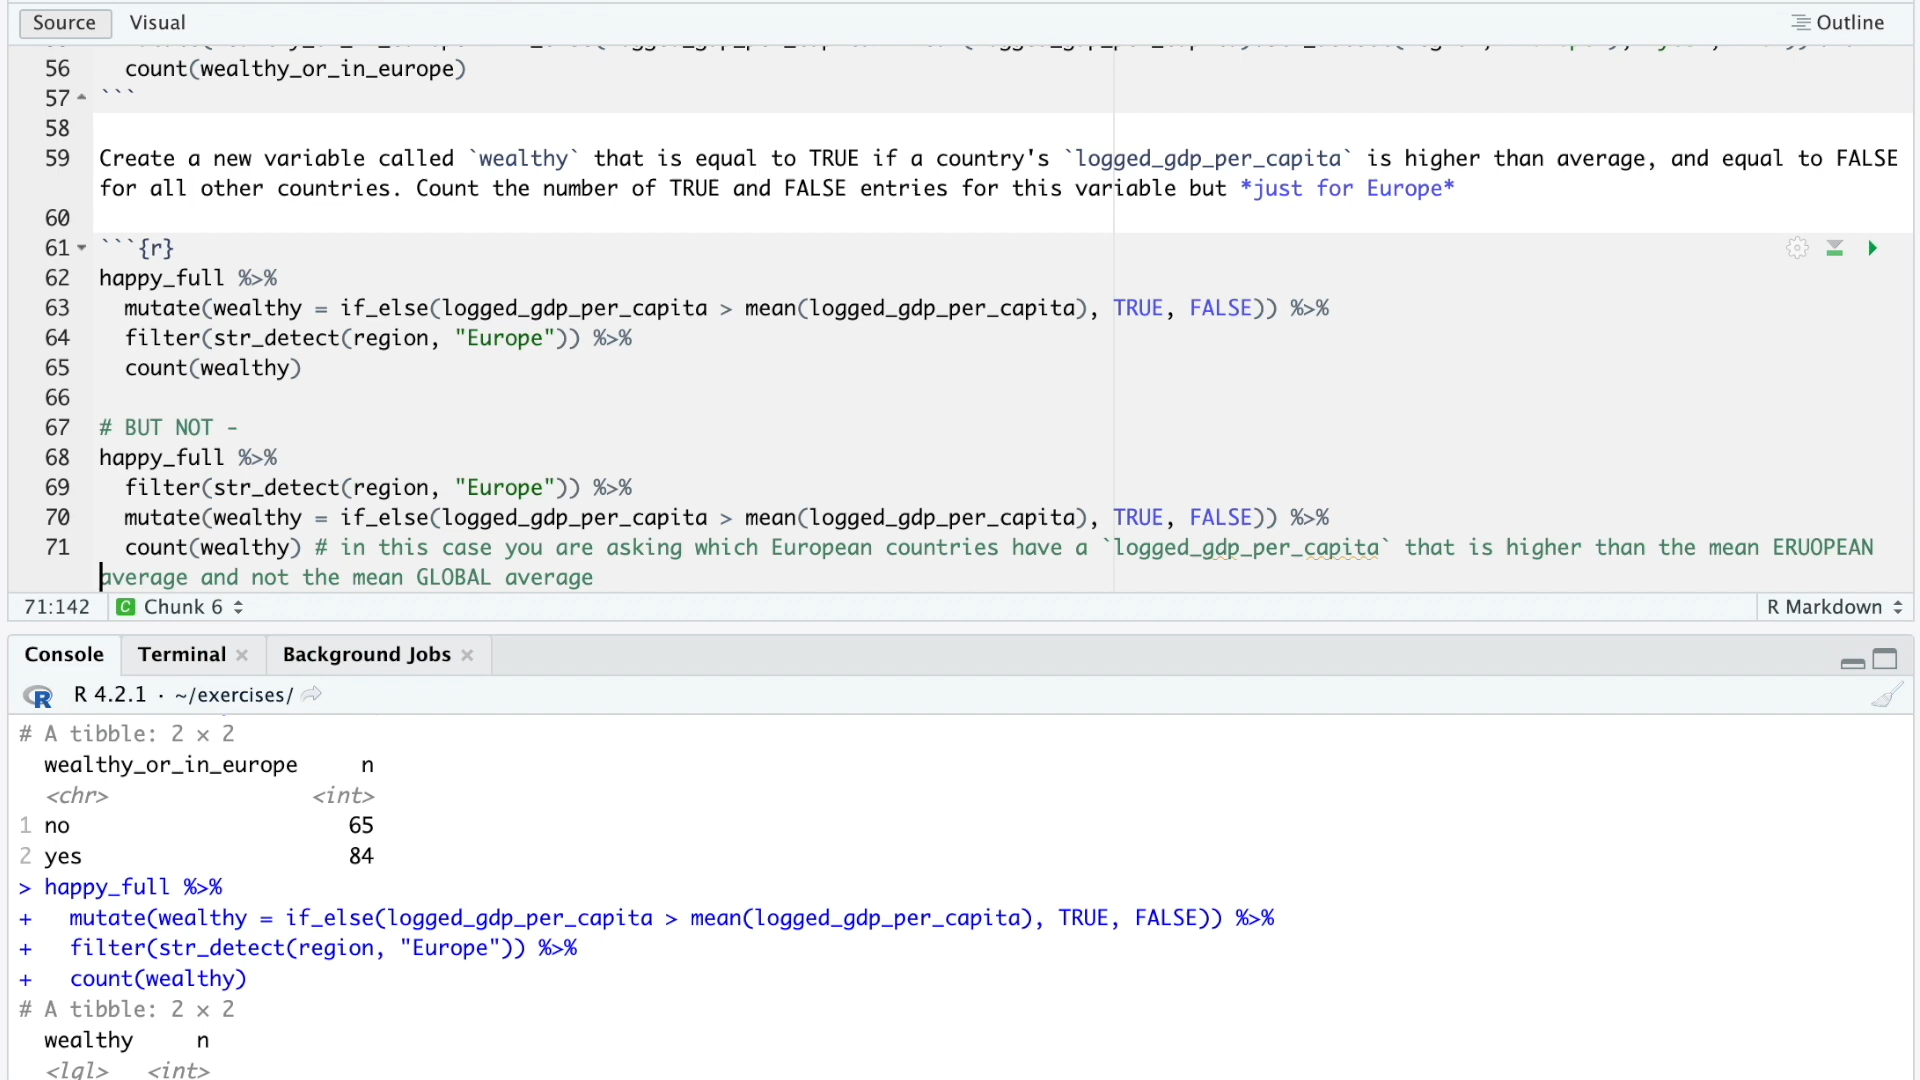 Source Visual Outline
56 count(wealthy_or_in_europe)
57 ```
58
59 Create a new variable called `wealthy` that is equal to TRUE if a country's `logged_gdp_per_capita` is higher than average, and equal to FALSE
for all other countries. Count the number of TRUE and FALSE entries for this variable but *just for Europe*
60
61 ```{r}
62 happy_full %>%
63 mutate(wealthy = if_else(logged_gdp_per_capita > mean(logged_gdp_per_capita), TRUE, FALSE)) %>%
64 filter(str_detect(region, "Europe")) %>%
65 count(wealthy)
66
67 # BUT NOT -
68 happy_full %>%
69 filter(str_detect(region, "Europe")) %>%
70 mutate(wealthy = if_else(logged_gdp_per_capita > mean(logged_gdp_per_capita), TRUE, FALSE)) %>%
71 count(wealthy) # in this case you are asking which European countries have a `logged_gdp_per_capita` that is higher than the mean ERUOPEAN
average and not the mean GLOBAL average
71:142 C Chunk 6 R Markdown
Console Terminal Background Jobs
R R 4.2.1 · ~/exercises/
# A tibble: 2 × 2
wealthy_or_in_europe n
<chr> <int>
1 no 65
2 yes 84
> happy_full %>%
+ mutate(wealthy = if_else(logged_gdp_per_capita > mean(logged_gdp_per_capita), TRUE, FALSE)) %>%
+ filter(str_detect(region, "Europe")) %>%
+ count(wealthy)
# A tibble: 2 × 2
wealthy n
<lgl> <int>